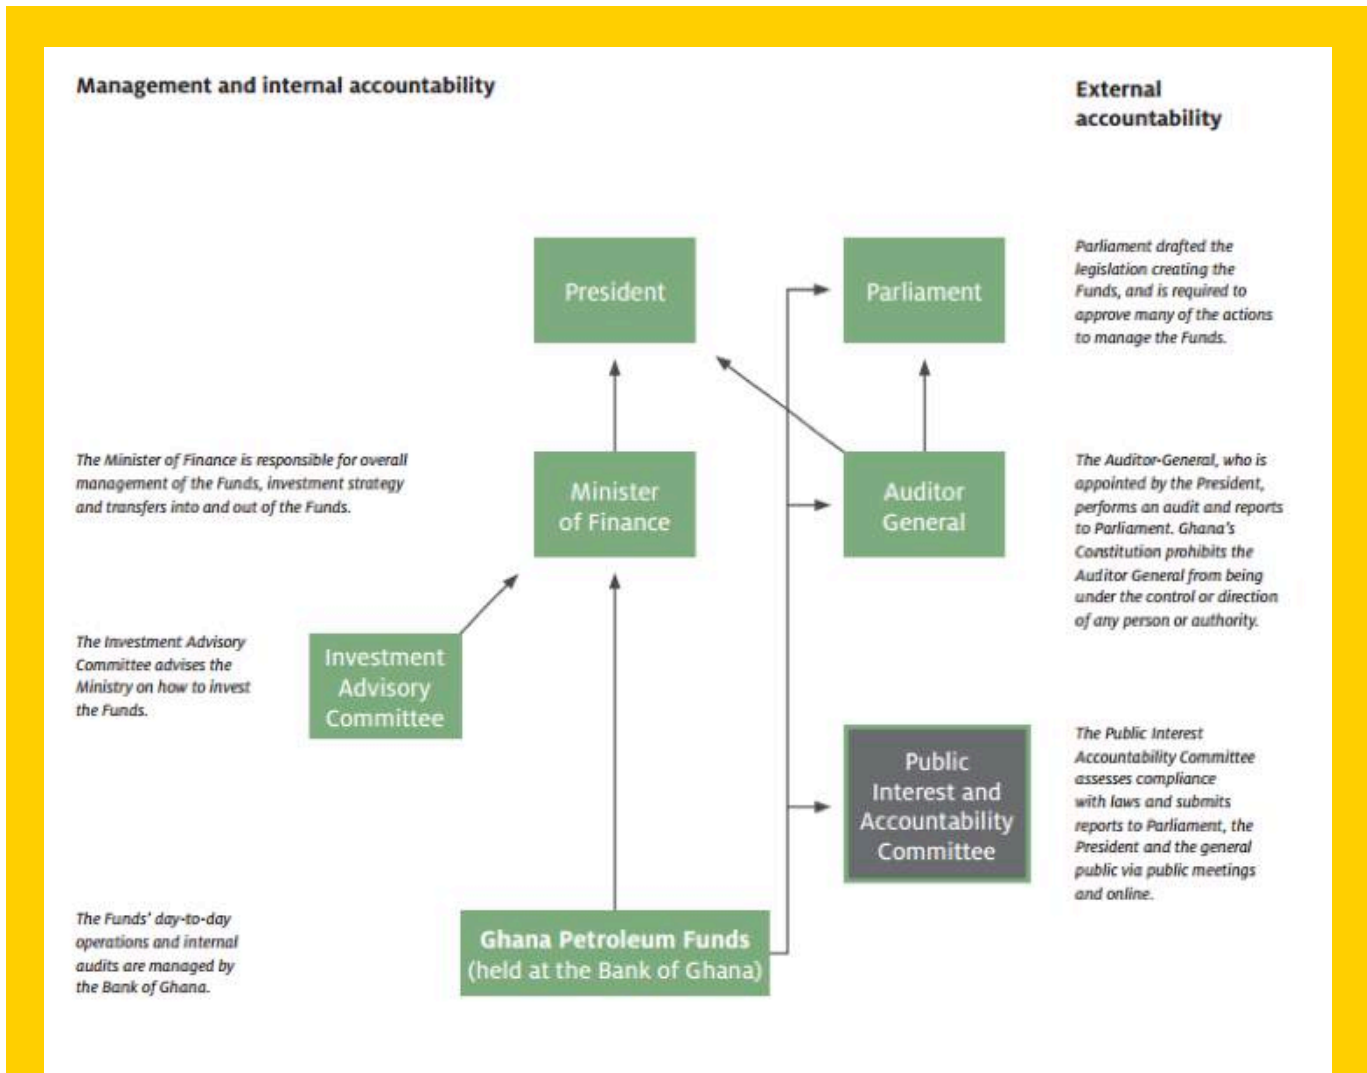 Management and internal accountability
External
accountability
President
Parliament
Parliament drafted the
legislation creating the
Funds, and is required to
approve many of the actions
to manage the Funds.
The Minister of Finance is responsible for overall
management of the Funds, investment strategy
and transfers into and out of the Funds.
Minister
of Finance
Auditor
General
The Auditor-General, who is
appointed by the President,
performs an audit and reports
to Parliament. Ghana's
Constitution prohibits the
Auditor General from being
under the control or direction
of any person or authority.
The Investment Advisory
Committee advises the
Ministry on how to invest
the Funds.
Investment
Advisory
Committee
Public
Interest and
Accountability
Committee
The Public Interest
Accountability Committee
assesses compliance
with laws and submits
reports to Parliament, the
President and the general
public via public meetings
and online.
The Funds' day-to-day
operations and internal
audits are managed by
the Bank of Ghana.
Ghana Petroleum Funds
(held at the Bank of Ghana)